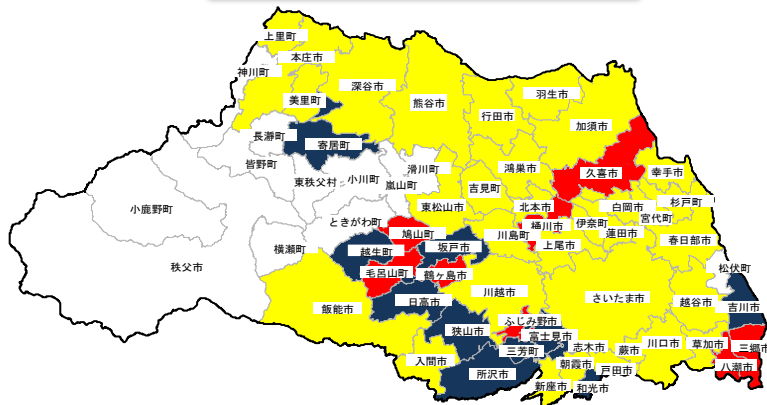 上里町
本庄市
神川町
深谷市
美里町
熊谷市
羽生市
行田市
加須市
長瀞町
寄居町
皆野町
東秩父村
小川町
滑川町
嵐山町
鴻巣市
久喜市
幸手市
吉見町
小鹿野町
東松山市
北本市
白岡市
杉戸町
宮代町
ときがわ町
鳩山町
川島町
桶川市
伊奈町
蓮田市
春日部市
横瀬町
越生町
坂戸市
上尾市
秩父市
毛呂山町
鶴ヶ島市
松伏町
日高市
川越市
さいたま市
越谷市
吉川市
飯能市
狭山市
ふじみ野市
富士見市
三芳町
志木市
蕨市
川口市
草加市
三郷市
入間市
所沢市
朝霞市
戸田市
八潮市
新座市
和光市